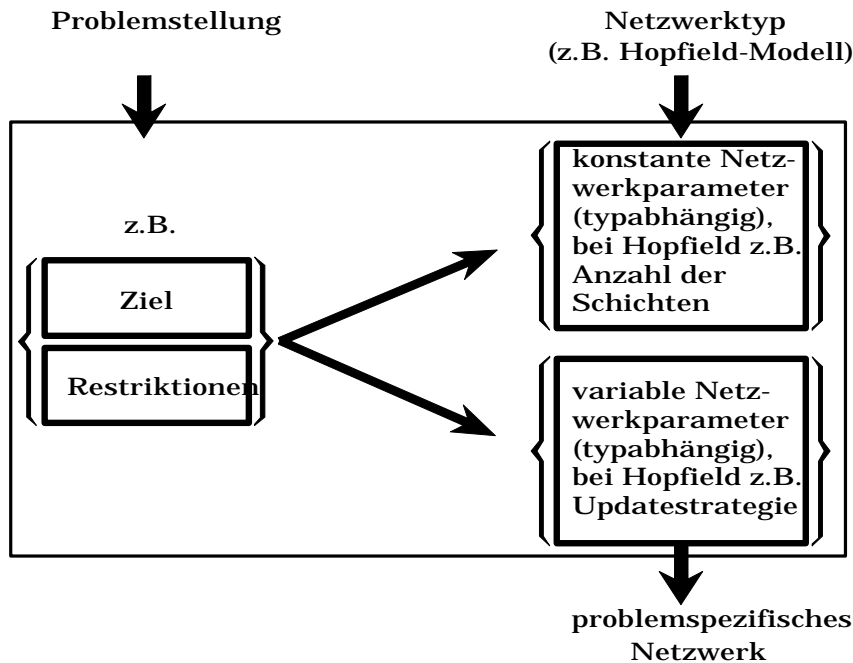 Problemstellung
Netzwerktyp
(z.B. Hopfield-Modell)
z.B.
Ziel
Restriktionen
konstante Netz-
werkparameter
(typabhängig),
bei Hopfield z.B.
Anzahl der
Schichten
variable Netz-
werkparameter
(typabhängig),
bei Hopfield z.B.
Updatestrategie
problemspezifisches
Netzwerk